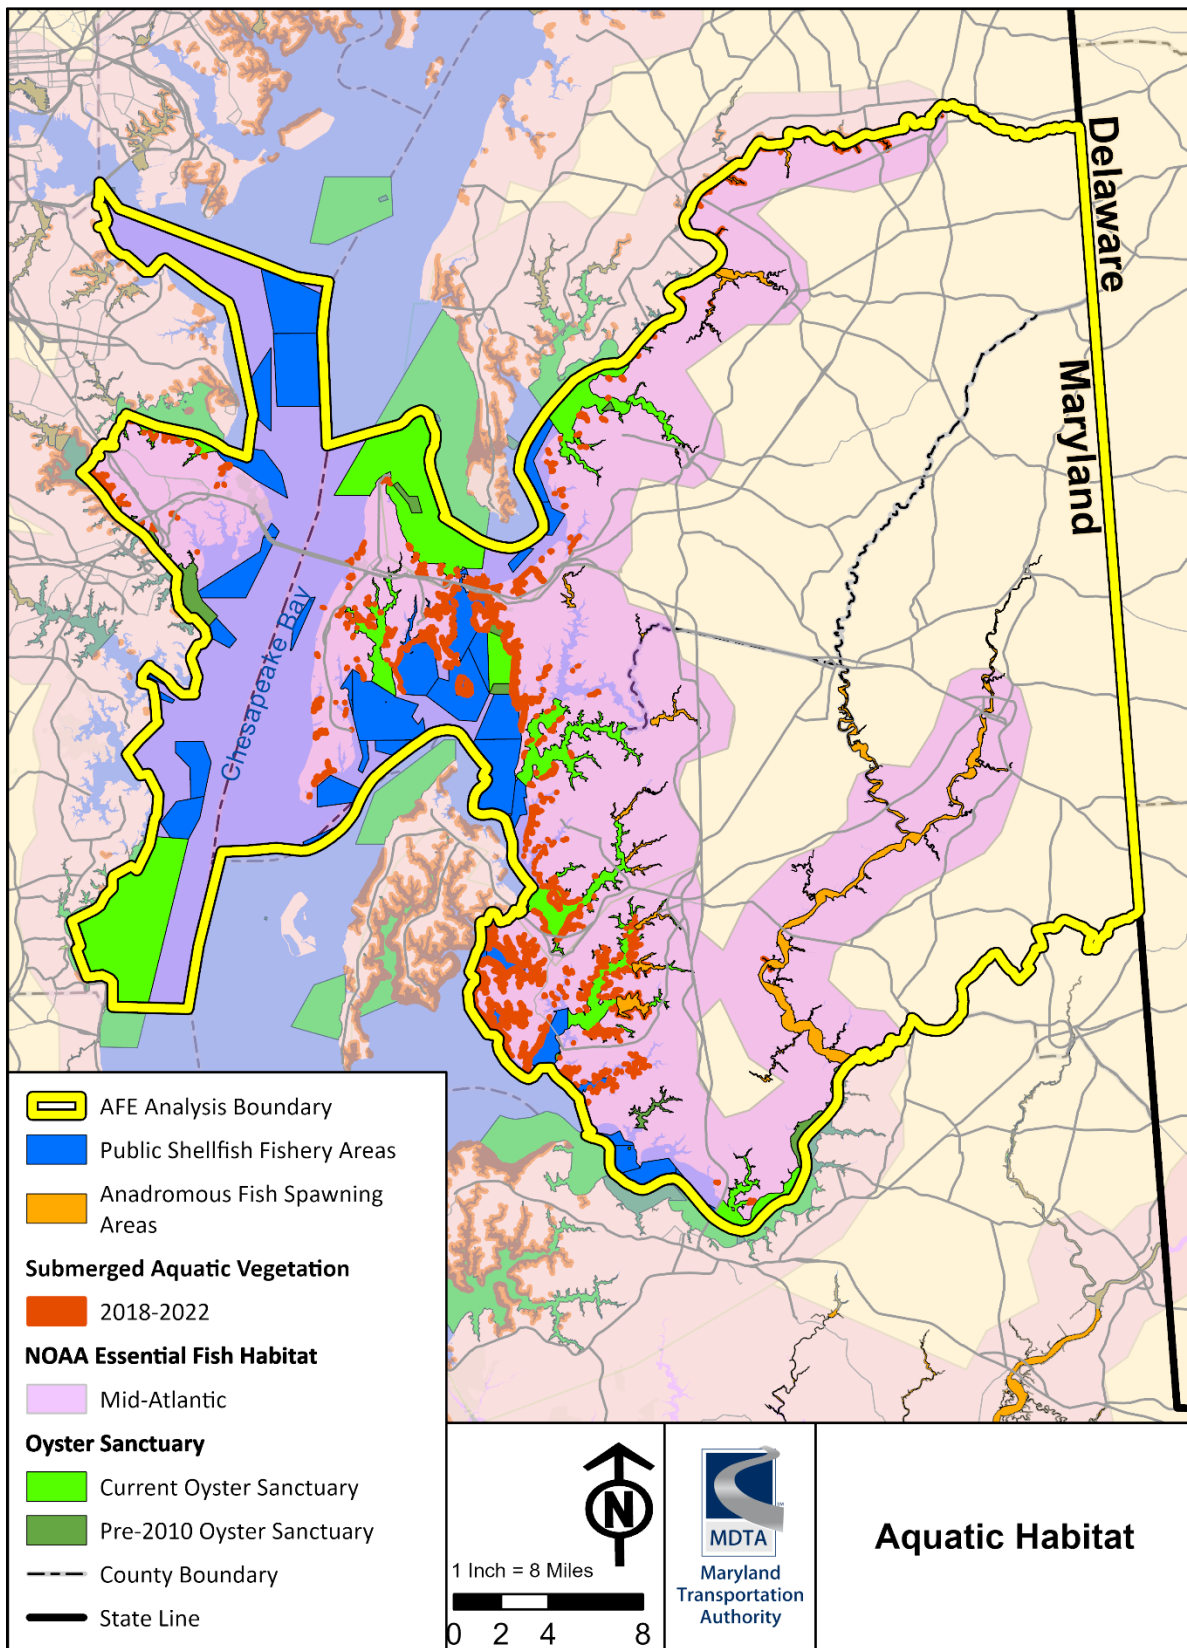 Delaware
Maryland
Chesapeake Bay
AFE Analysis Boundary
Public Shellfish Fishery Areas
Anadromous Fish Spawning
Areas
Submerged Aquatic Vegetation
2018-2022
NOAA Essential Fish Habitat
Mid-Atlantic
Oyster Sanctuary
Current Oyster Sanctuary
Pre-2010 Oyster Sanctuary
County Boundary
State Line
N
1 Inch = 8 Miles
0 2 4 8
MDTA
Maryland
Transportation
Authority
Aquatic Habitat